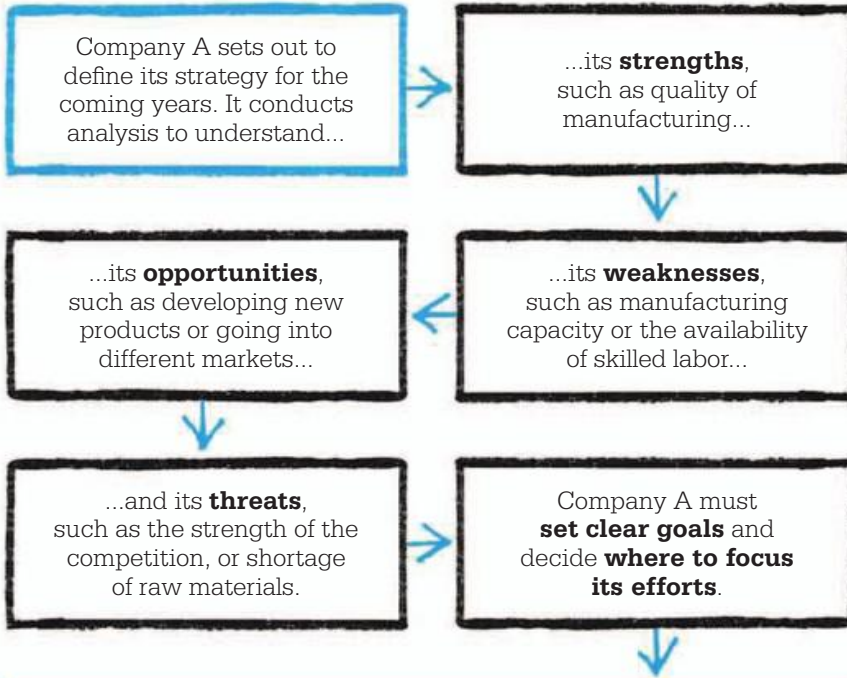 Company A sets out to
define its strategy for the
coming years. It conducts
analysis to understand...
...its strengths,
such as quality of
manufacturing...
...its weaknesses,
such as manufacturing
capacity or the availability
of skilled labor...
...its opportunities,
such as developing new
products or going into
different markets...
...and its threats,
such as the strength of the
competition, or shortage
of raw materials.
Company A must
set clear goals and
decide where to focus
its efforts.